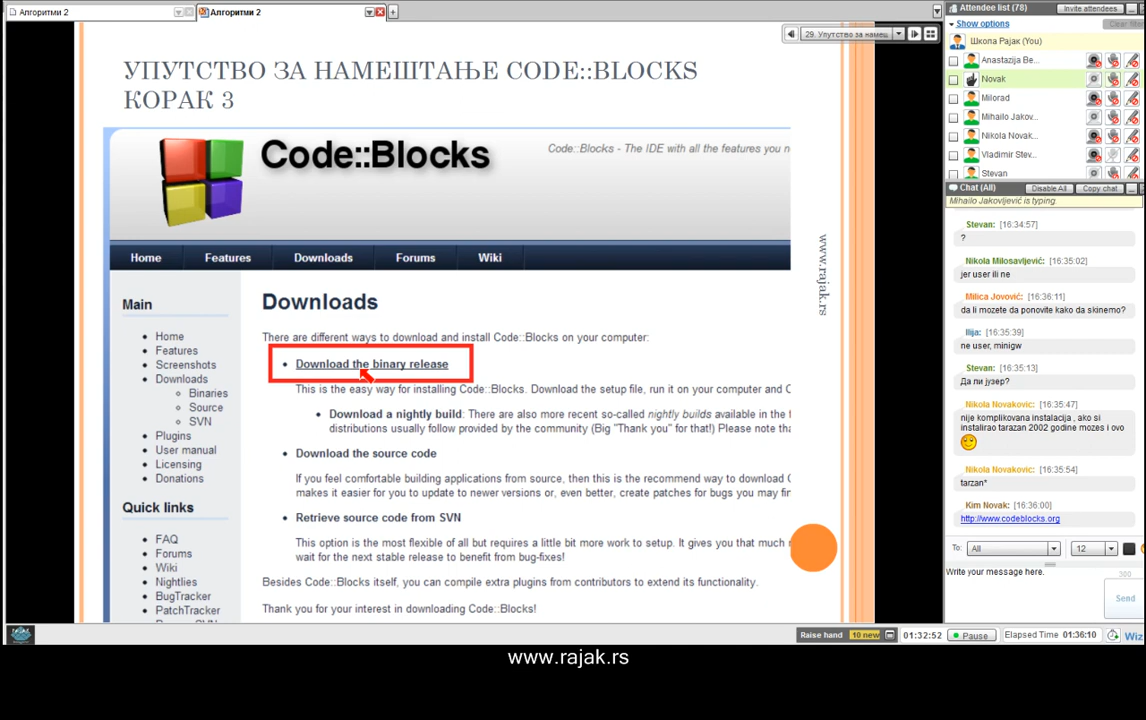 Алгоритми 2
Алгоритми 2
29. Упутство за намеш
УПУТСТВО ЗА НАМЕШТАЊЕ CODE::BLOCKS
КОРАК 3
Code::Blocks
Code::Blocks - The IDE with all the features you n
Home Features Downloads Forums Wiki
Main
Home
Features
Screenshots
Downloads
Binaries
Source
SVN
Plugins
User manual
Licensing
Donations
Quick links
FAQ
Forums
Wiki
Nightlies
BugTracker
PatchTracker
Downloads
There are different ways to download and install Code::Blocks on your computer:
Download the binary release
This is the easy way for installing Code::Blocks. Download the setup file, run it on your computer and C
Download a nightly build: There are also more recent so-called nightly builds available in the f
distributions usually follow provided by the community (Big "Thank you" for that!) Please note tha
Download the source code
If you feel comfortable building applications from source, then this is the recommend way to download C
makes it easier for you to update to newer versions or, even better, create patches for bugs you may fin
Retrieve source code from SVN
This option is the most flexible of all but requires a little bit more work to setup. It gives you that much
wait for the next stable release to benefit from bug-fixes!
Besides Code::Blocks itself, you can compile extra plugins from contributors to extend its functionality.
Thank you for your interest in downloading Code::Blocks!
www.rajak.rs
Attendee list (78)
Invite attendees
Show options
Школа Рајак (You)
Anastazija Be...
Novak
Milorad
Mihailo Jakov...
Nikola Novak...
Vladimir Stev...
Stevan
Chat (All)
Disable All
Copy chat
Mihailo Jakovljević is typing
Stevan: [16:34:57]
?
Nikola Milosavljević: [16:35:02]
jer user ili ne
Milica Jovović: [16:36:11]
da li mozete da ponovite kako da skinemo?
Ilija: [16:35:39]
ne user, minigw
Stevan: [16:35:13]
Да ли јузер?
Nikola Novakovic: [16:35:47]
nije komplikovana instalacija , ako si
instalirao tarazan 2002 godine mozes i ovo
Nikola Novakovic: [16:35:54]
tarzan*
Kim Novak: [16:36:00]
http://www.codeblocks.org
To: All 12
Write your message here.
300
Send
Raise hand 10 new 01:32:52 Pause Elapsed Time 01:36:10 Wiz
www.rajak.rs